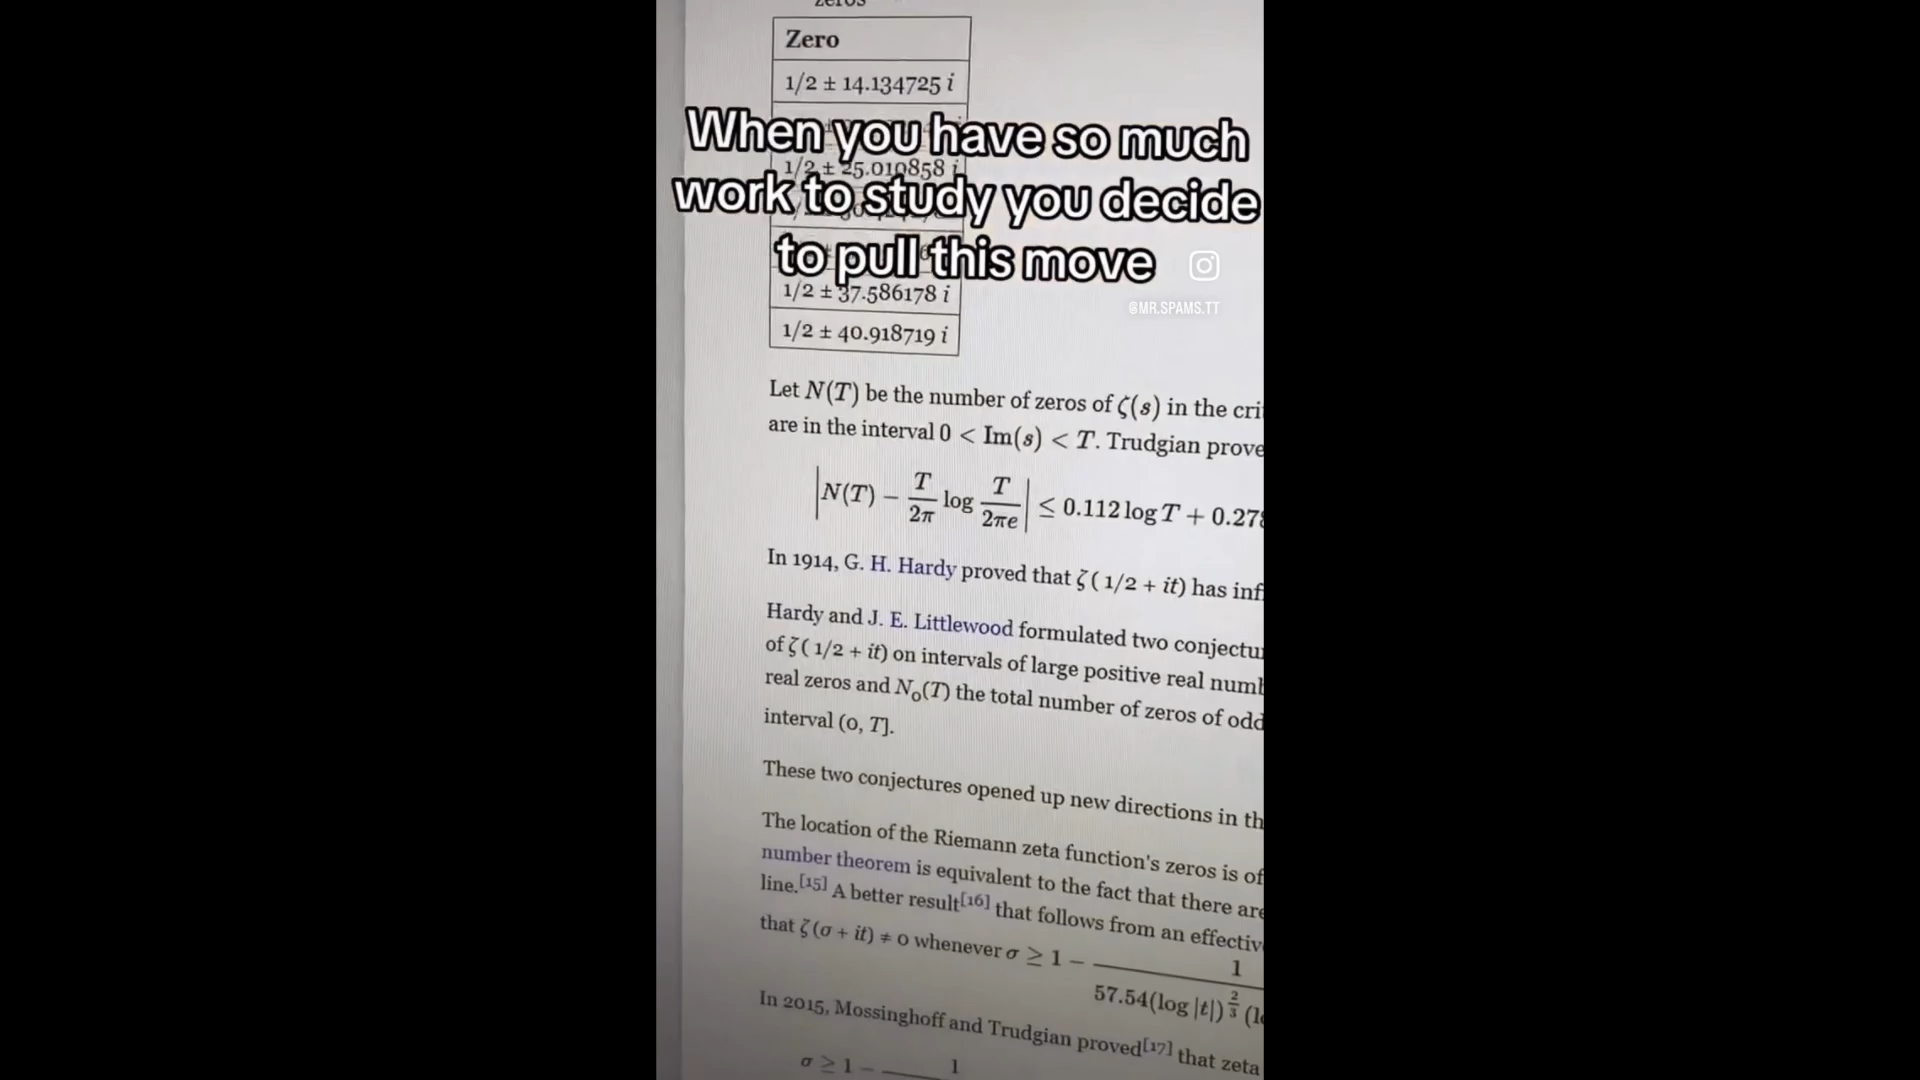 zeros
Zero
1/2 ± 14.134725 i
When you have so much
1/2 ± 25.010858 i
work to study you decide
to pull this move
@MR.SPAMS.TT
1/2 ± 37.586178 i
1/2 ± 40.918719 i
Let N(T) be the number of zeros of ζ(s) in the cri
are in the interval 0 < Im(s) < T. Trudgian prove
|N(T) − T/2π log T/2πe| ≤ 0.112 log T + 0.278
In 1914, G. H. Hardy proved that ζ(1/2 + it) has inf
Hardy and J. E. Littlewood formulated two conjectu
of ζ(1/2 + it) on intervals of large positive real numb
real zeros and N₀(T) the total number of zeros of odd
interval (0, T].
These two conjectures opened up new directions in th
The location of the Riemann zeta function's zeros is of
number theorem is equivalent to the fact that there are
line.[15] A better result[16] that follows from an effectiv
that ζ(σ + it) ≠ 0 whenever σ ≥ 1 − 1
57.54(log |t|)^2/3 (l
In 2015, Mossinghoff and Trudgian proved[17] that zeta
σ ≥ 1 − 1